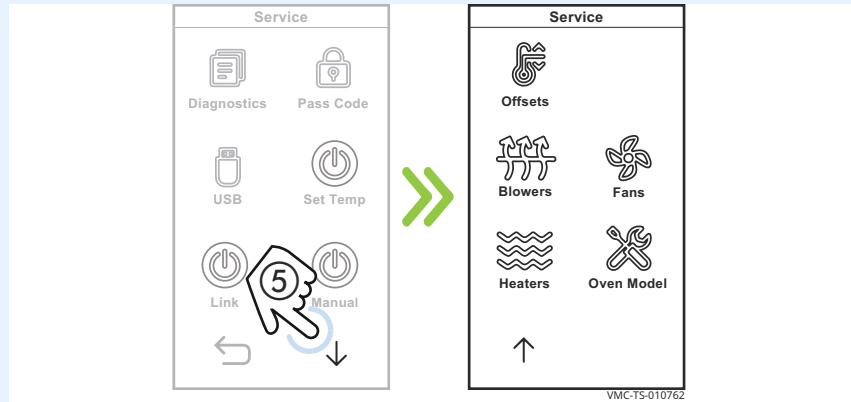 Service
Diagnostics
Pass Code
USB
Set Temp
Link
Manual
5
Service
Offsets
Blowers
Fans
Heaters
Oven Model
VMC-TS-010762